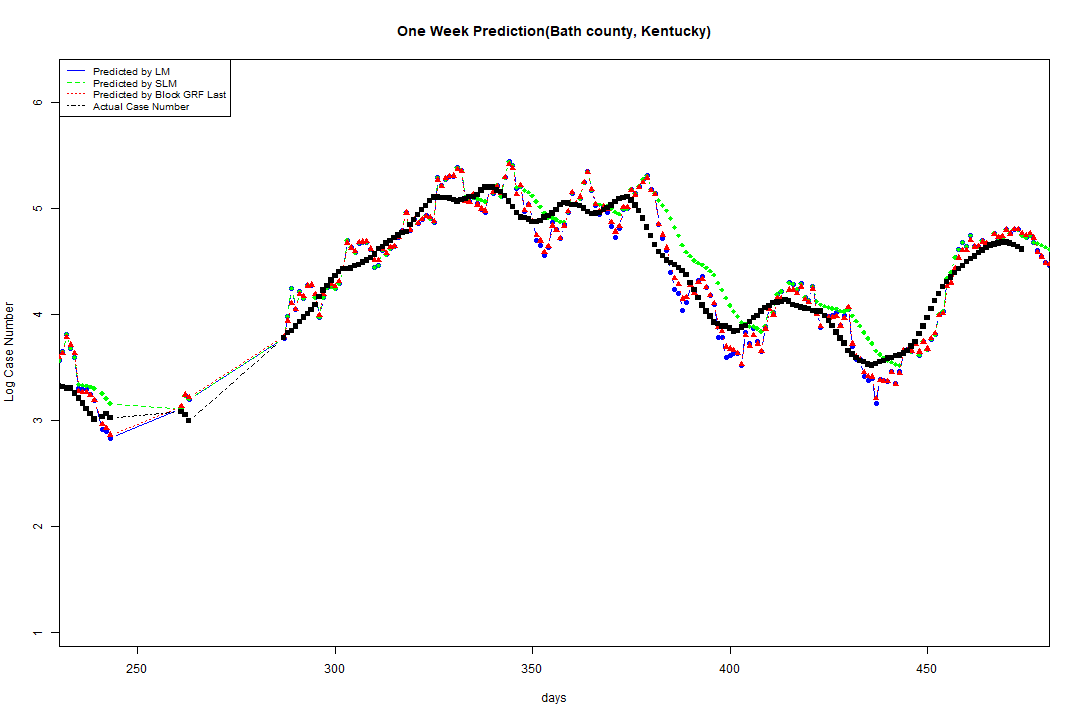 One Week Prediction(Bath county, Kentucky)
Predicted by LM
Predicted by SLM
Predicted by Block GRF Last
Actual Case Number
6
5
4
3
2
1
Log Case Number
250 300 350 400 450
days